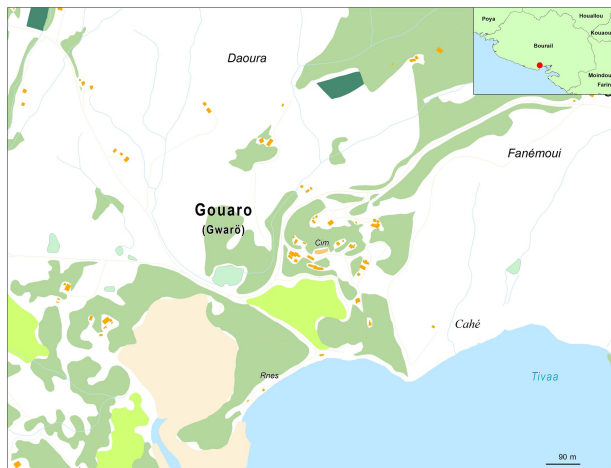 Daoura
Fanémoui
Gouaro
(Gwarö)
Cim
Cahé
Rnes
Tivaa
90 m
Poya
Houaïlou
Kouaou
Bourail
Moindou
Farin